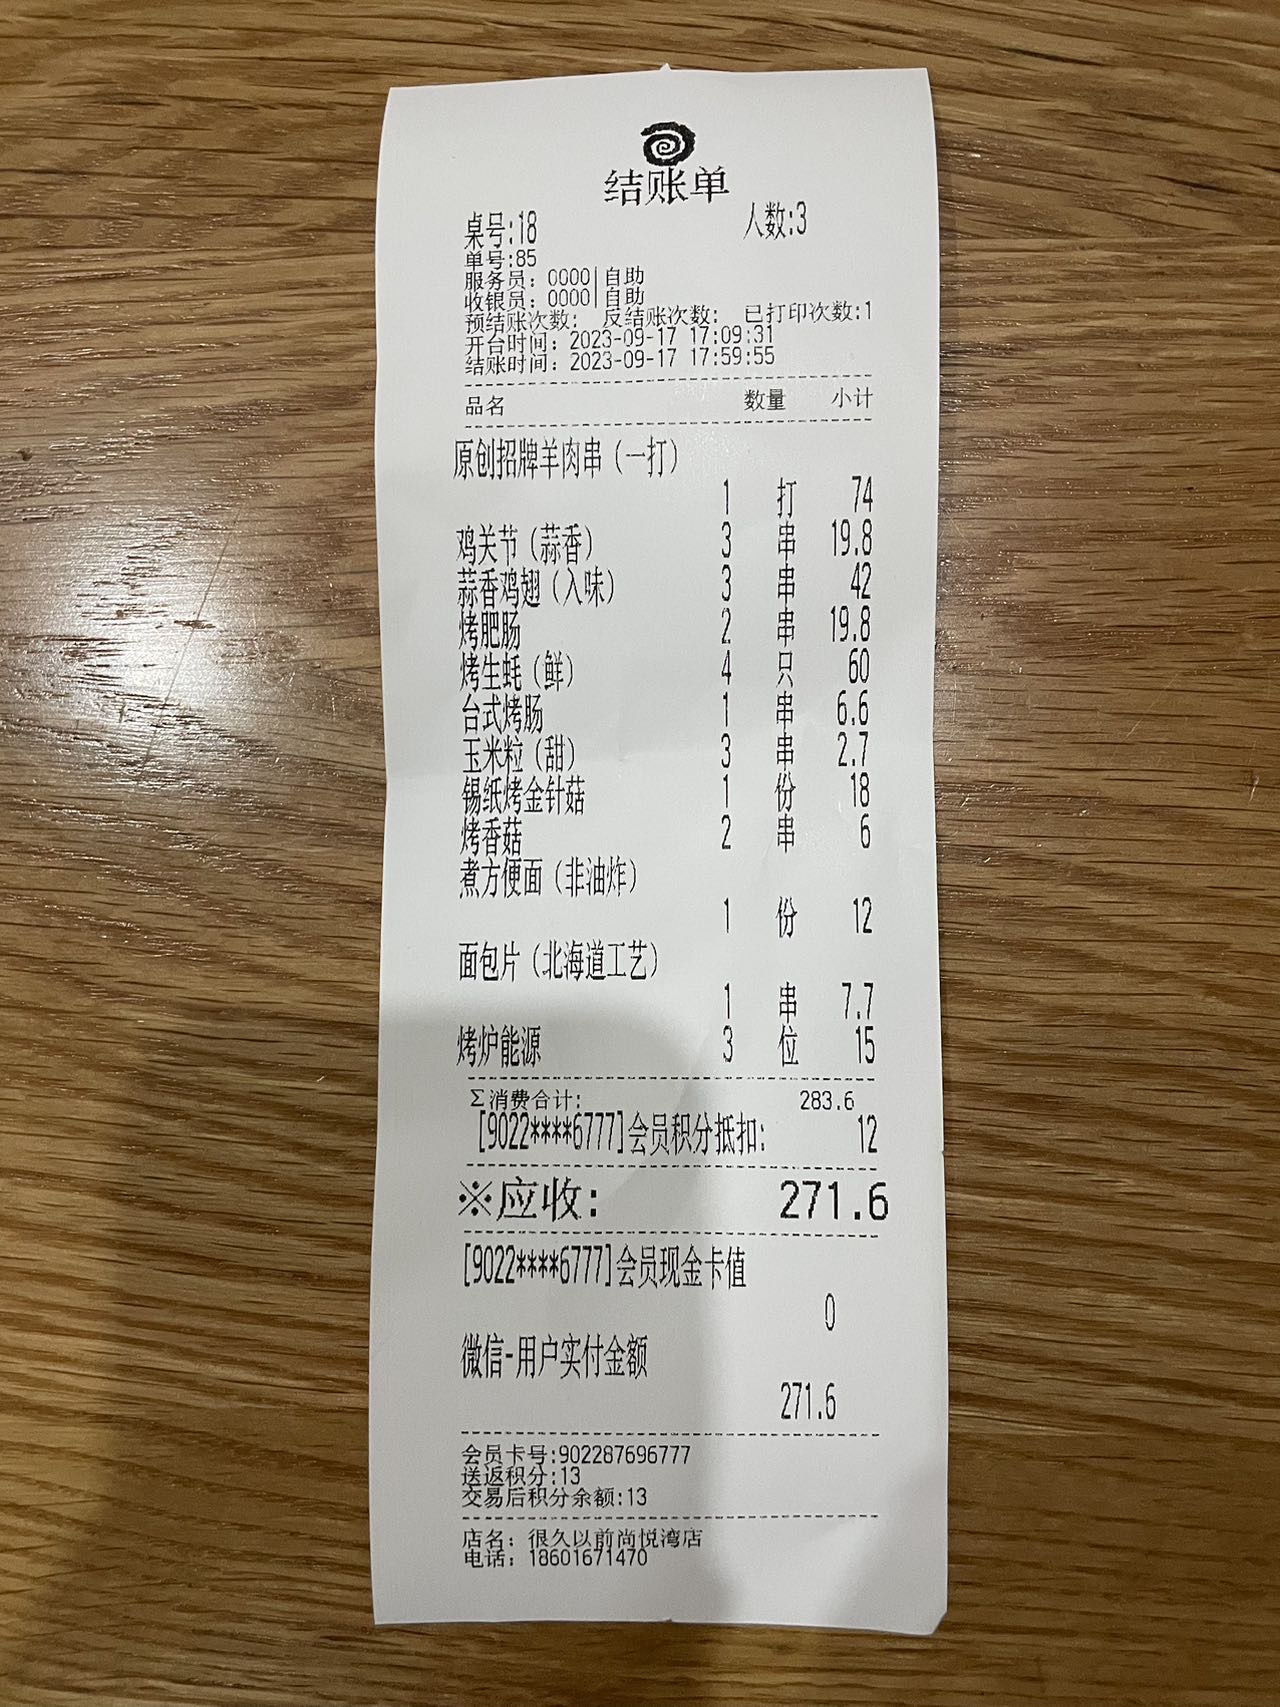 结账单
桌号:18 人数:3
单号:85
服务员: 0000|自助
收银员: 0000|自助
预结账次数: 反结账次数: 已打印次数:1
开台时间: 2023-09-17 17:09:31
结账时间: 2023-09-17 17:59:55
品名 数量 小计
原创招牌羊肉串(一打)
1 打 74
鸡关节(蒜香) 3 串 19.8
蒜香鸡翅(入味) 3 串 42
烤肥肠 2 串 19.8
烤生蚝(鲜) 4 只 60
台式烤肠 1 串 6.6
玉米粒(甜) 3 串 2.7
锡纸烤金针菇 1 份 18
烤香菇 2 串 6
煮方便面(非油炸)
1 份 12
面包片(北海道工艺)
1 串 7.7
烤炉能源 3 位 15
Σ消费合计: 283.6
[9022****6777]会员积分抵扣: 12
※应收: 271.6
[9022****6777]会员现金卡值
0
微信-用户实付金额
271.6
会员卡号:902287696777
送返积分:13
交易后积分余额:13
店名: 很久以前尚悦湾店
电话: 18601671470